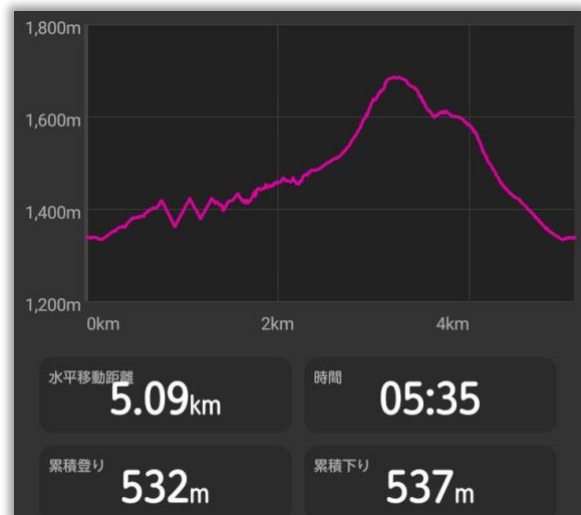 1,800m
1,600m
1,400m
1,200m
0km 2km 4km
水平移動距離 時間
5.09km 05:35
累積登り 累積下り
532m 537m